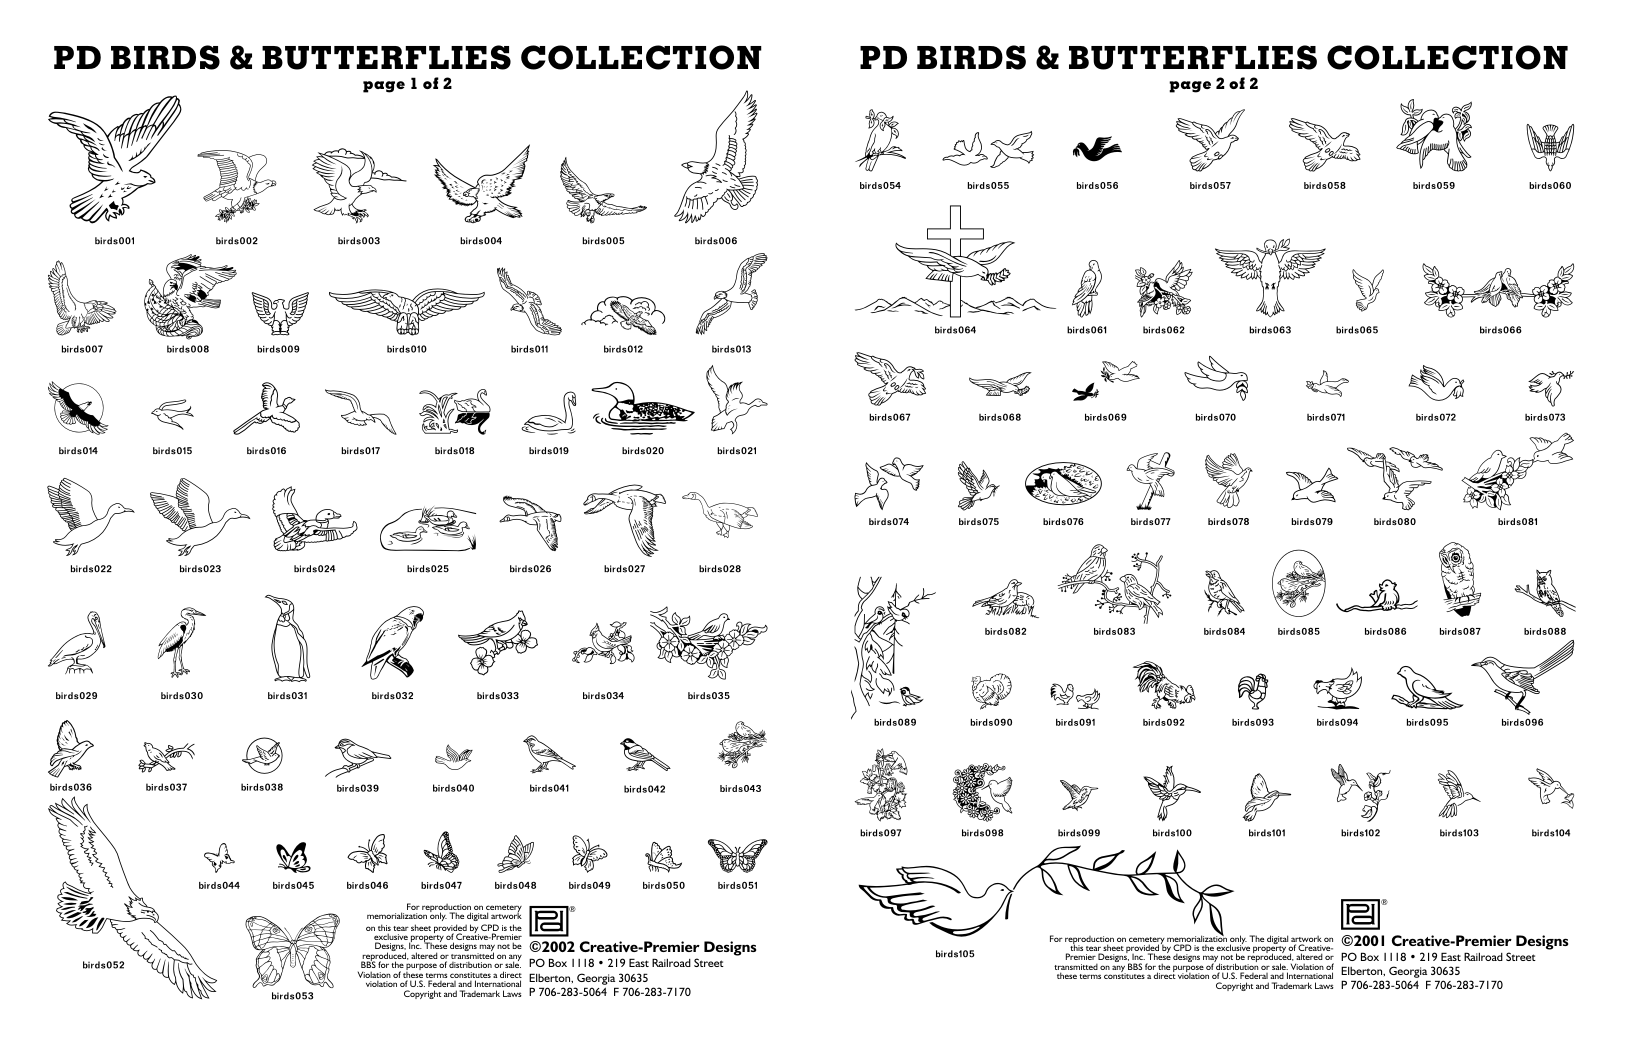 PD BIRDS & BUTTERFLIES COLLECTION
page 1 of 2
birds001 birds002 birds003 birds004 birds005 birds006
birds007 birds008 birds009 birds010 birds011 birds012 birds013
birds014 birds015 birds016 birds017 birds018 birds019 birds020 birds021
birds022 birds023 birds024 birds025 birds026 birds027 birds028
birds029 birds030 birds031 birds032 birds033 birds034 birds035
birds036 birds037 birds038 birds039 birds040 birds041 birds042 birds043
birds044 birds045 birds046 birds047 birds048 birds049 birds050 birds051
birds052
birds053
For reproduction on cemetery
memorialization only. The digital artwork
on this tear sheet provided by CPD is the
exclusive property of Creative-Premier
Designs, Inc. These designs may not be
reproduced, altered or transmitted on any
BBS for the purpose of distribution or sale.
Violation of these terms constitutes a direct
violation of U.S. Federal and International
Copyright and Trademark Laws
®
©2002 Creative-Premier Designs
PO Box 1118 • 219 East Railroad Street
Elberton, Georgia 30635
P 706-283-5064 F 706-283-7170
PD BIRDS & BUTTERFLIES COLLECTION
page 2 of 2
birds054 birds055 birds056 birds057 birds058 birds059 birds060
birds064 birds061 birds062 birds063 birds065 birds066
birds067 birds068 birds069 birds070 birds071 birds072 birds073
birds074 birds075 birds076 birds077 birds078 birds079 birds080 birds081
birds082 birds083 birds084 birds085 birds086 birds087 birds088
birds089 birds090 birds091 birds092 birds093 birds094 birds095 birds096
birds097 birds098 birds099 birds100 birds101 birds102 birds103 birds104
birds105
For reproduction on cemetery memorialization only. The digital artwork on
this tear sheet provided by CPD is the exclusive property of Creative-
Premier Designs, Inc. These designs may not be reproduced, altered or
transmitted on any BBS for the purpose of distribution or sale. Violation of
these terms constitutes a direct violation of U.S. Federal and International
Copyright and Trademark Laws
®
©2001 Creative-Premier Designs
PO Box 1118 • 219 East Railroad Street
Elberton, Georgia 30635
P 706-283-5064 F 706-283-7170